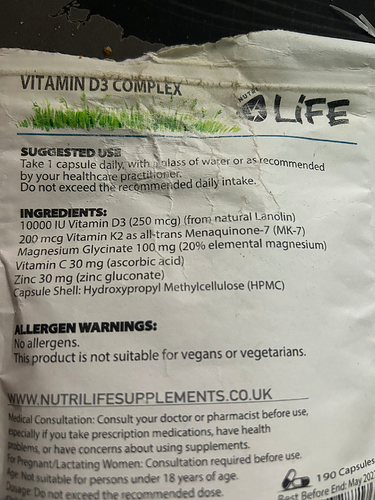 VITAMIN D3 COMPLEX
NUTRI
LIFE
SUGGESTED USE
Take 1 capsule daily, with a glass of water or as recommended
by your healthcare practitioner.
Do not exceed the recommended daily intake.
INGREDIENTS:
10000 IU Vitamin D3 (250 mcg) (from natural Lanolin)
200 mcg Vitamin K2 as all-trans Menaquinone-7 (MK-7)
Magnesium Glycinate 100 mg (20% elemental magnesium)
Vitamin C 30 mg (ascorbic acid)
Zinc 30 mg (zinc gluconate)
Capsule Shell: Hydroxypropyl Methylcellulose (HPMC)
ALLERGEN WARNINGS:
No allergens.
This product is not suitable for vegans or vegetarians.
WWW.NUTRILIFESUPPLEMENTS.CO.UK
Medical Consultation: Consult your doctor or pharmacist before use,
especially if you take prescription medications, have health
problems, or have concerns about using supplements.
For Pregnant/Lactating Women: Consultation required before use.
Age: Not suitable for persons under 18 years of age.
Dosage: Do not exceed the recommended dose.
190 Capsules
Best Before End: May 202